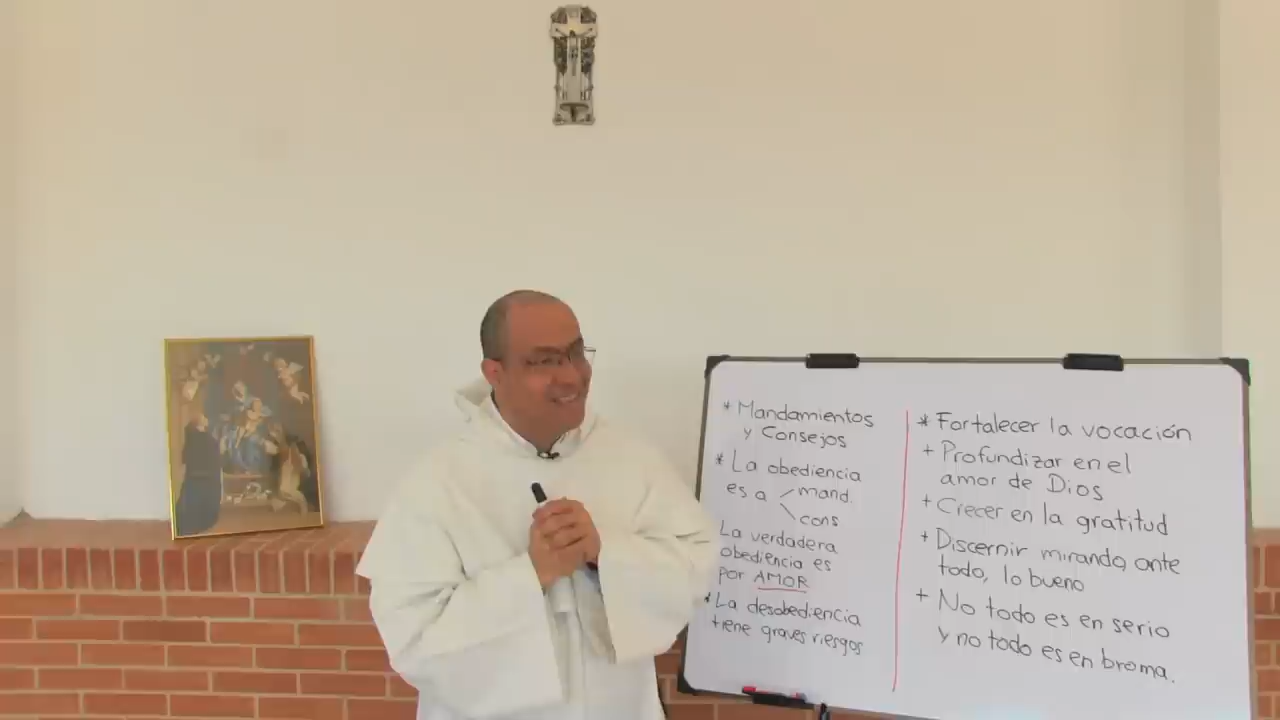 * Mandamientos
y Consejos
* La obediencia
es a mand.
cons
La verdadera
obediencia es
por AMOR
* La desobediencia
tiene graves riesgos
* Fortalecer la vocación
+ Profundizar en el
amor de Dios
+ Crecer en la gratitud
+ Discernir mirando, ante
todo, lo bueno
+ No todo es en serio
y no todo es en broma.